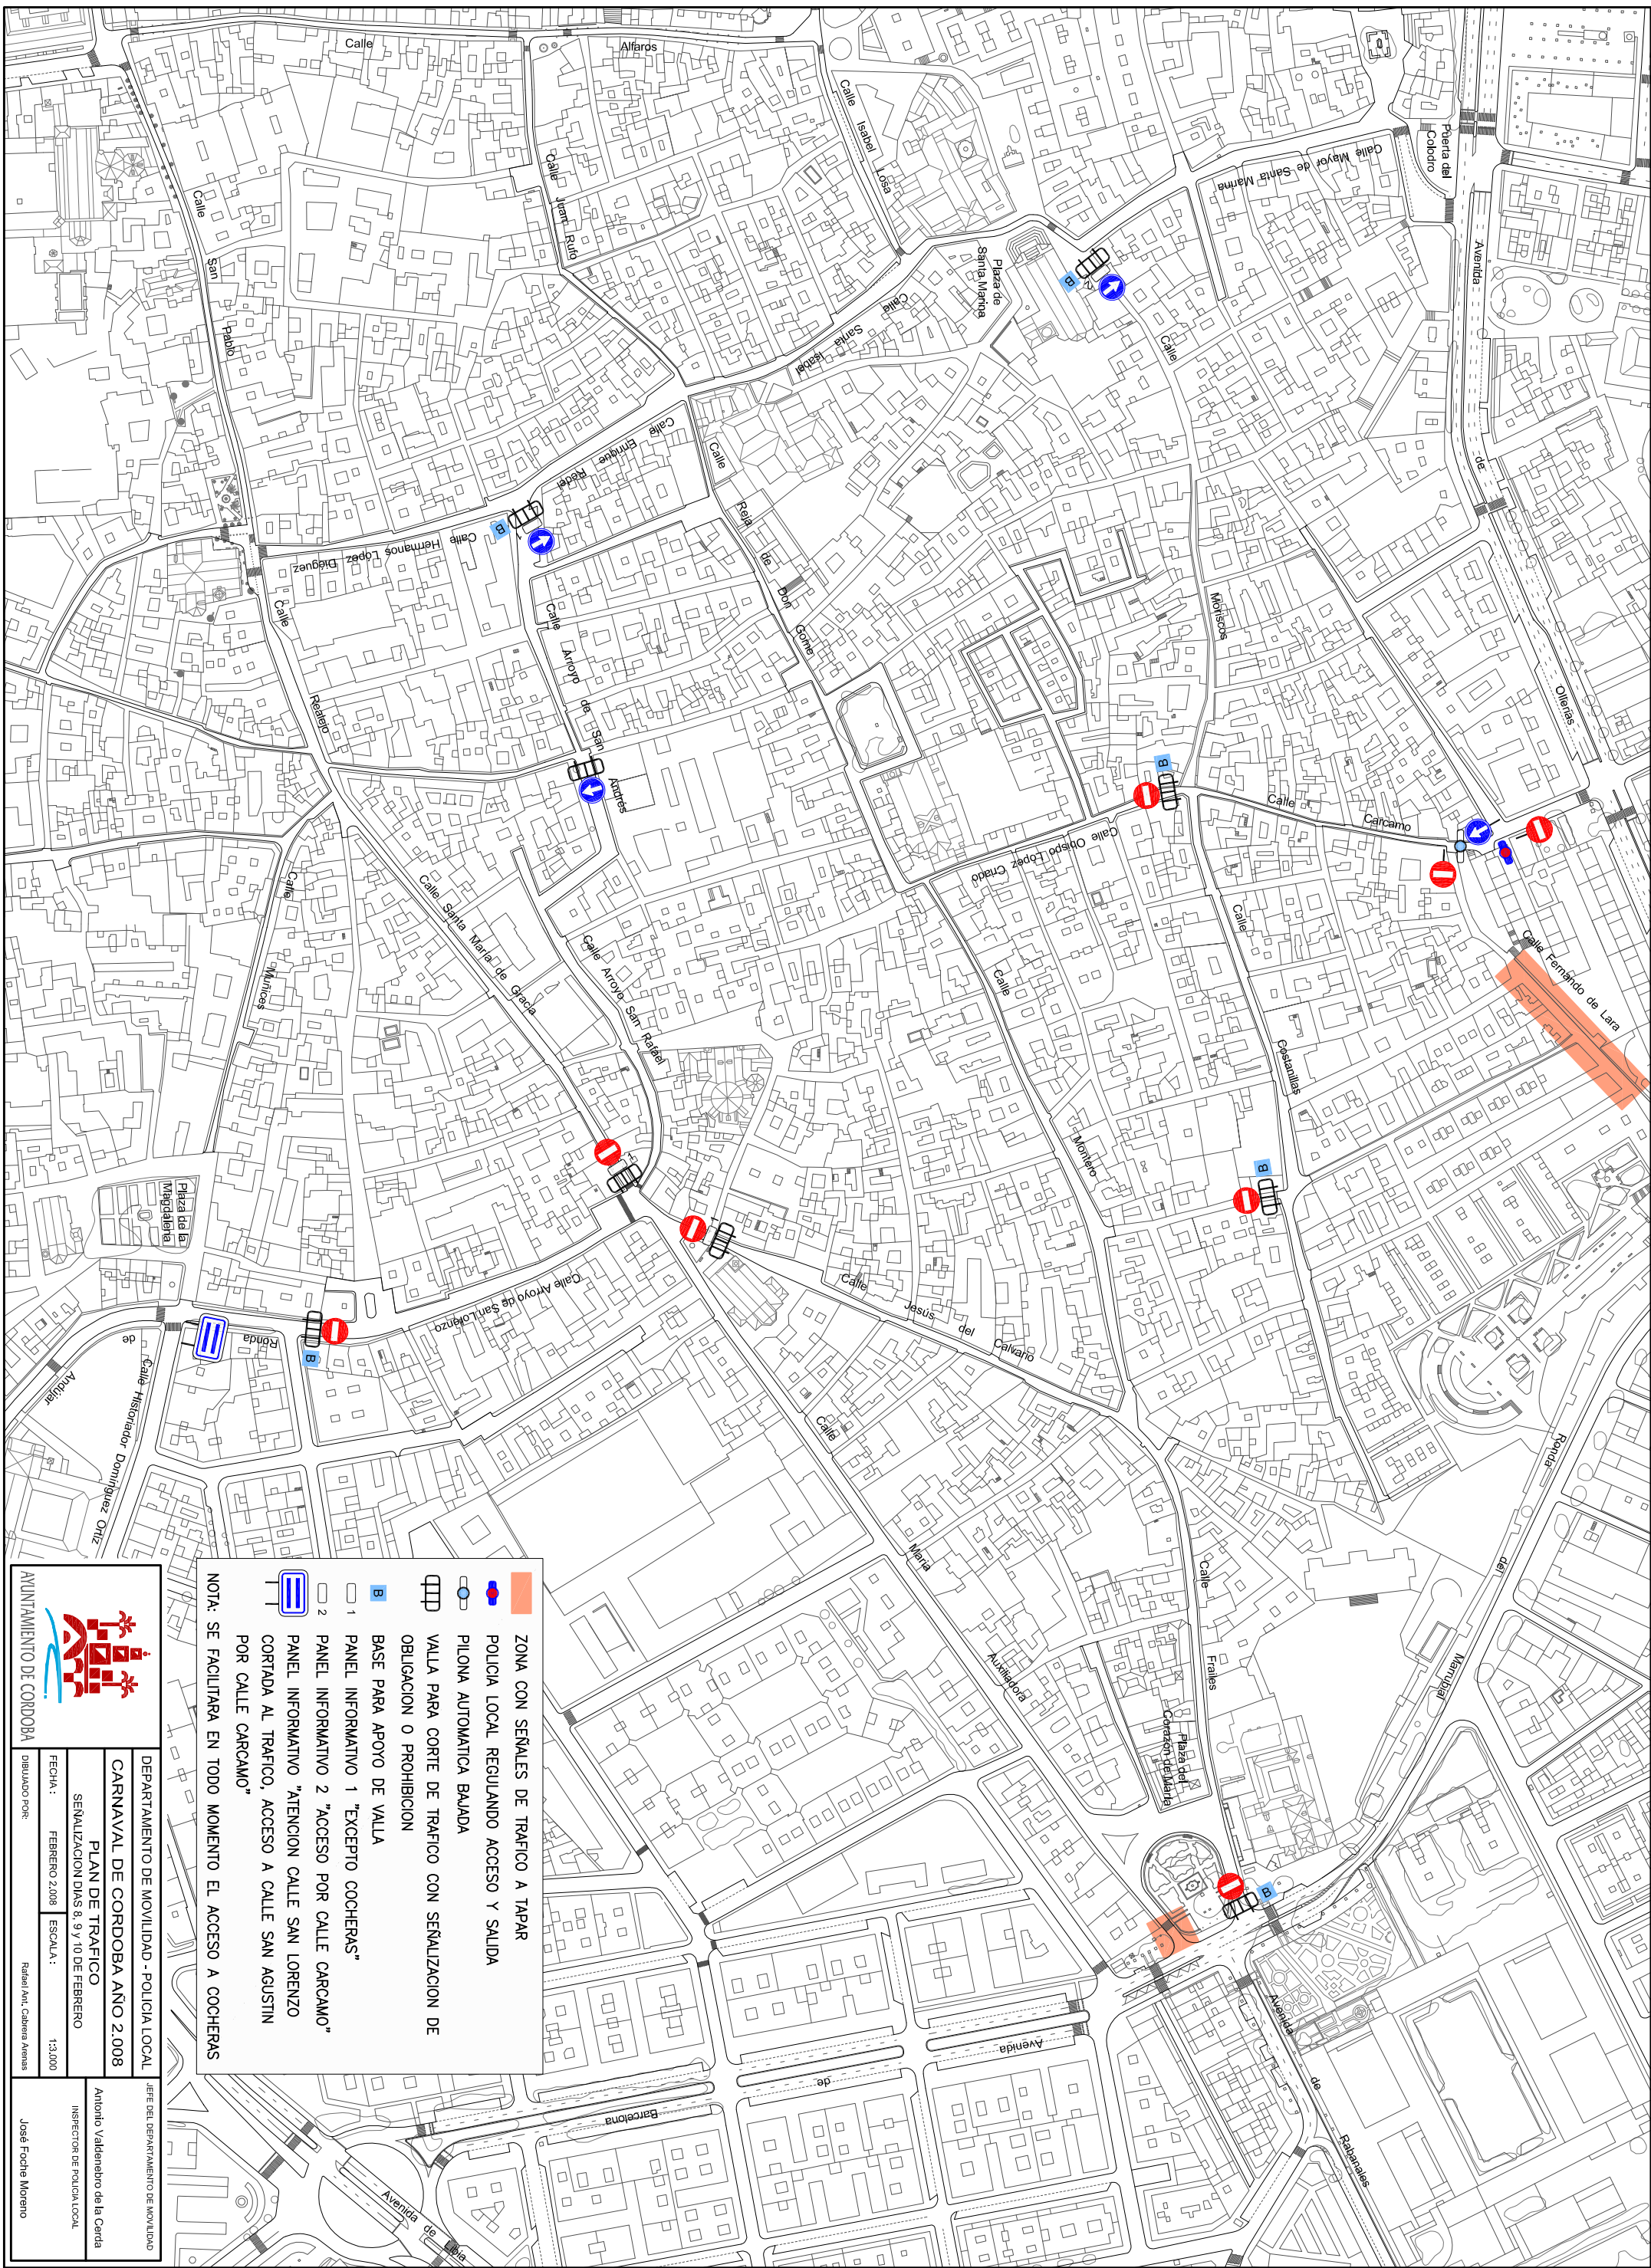 Calle
Alfaros
Calle
Isabel
Losa
Calle
Juan
Rufo
Calle
San
Pablo
Puerta del
Colodro
Calle Mayor de Santa Marina
Avenida
de
Ollerías
Plaza de
Santa Marina
Calle
Santa
Isabel
Calle
Moriscos
Calle
Enrique
Redel
Calle
Reja
de
Don
Gome
Calle Hermanos López Diéguez
Calle
Realejo
Calle
Arroyo
de
San
Andrés
Calle
Carcamo
Calle Obispo López Criado
Calle
Costanillas
Calle Fernando de Lara
Calle
Montero
Calle Santa María de Gracia
Calle Arroyo San Rafael
Calle
Muñices
Plaza de la
Magdalena
Calle Arroyo de San Lorenzo
Ronda
de
Andújar
Calle Historiador Domínguez Ortiz
Calle
Jesús
del
Calvario
Calle
María
Auxiliadora
Calle
Frailes
Plaza del
Corazón de María
Ronda
del
Marrubial
Avenida
de
Rabanales
Avenida
de
Barcelona
Avenida de Libia
B
B
B
B
B
B
1
2
ZONA CON SEÑALES DE TRAFICO A TAPAR
POLICIA LOCAL REGULANDO ACCESO Y SALIDA
PILONA AUTOMATICA BAJADA
VALLA PARA CORTE DE TRAFICO CON SEÑALIZACION DE
OBLIGACION O PROHIBICION
B BASE PARA APOYO DE VALLA
1 PANEL INFORMATIVO 1 "EXCEPTO COCHERAS"
2 PANEL INFORMATIVO 2 "ACCESO POR CALLE CARCAMO"
PANEL INFORMATIVO "ATENCION CALLE SAN LORENZO
CORTADA AL TRAFICO, ACCESO A CALLE SAN AGUSTIN
POR CALLE CARCAMO"
NOTA: SE FACILITARA EN TODO MOMENTO EL ACCESO A COCHERAS
AYUNTAMIENTO DE CORDOBA
DEPARTAMENTO DE MOVILIDAD - POLICIA LOCAL
CARNAVAL DE CORDOBA AÑO 2.008
PLAN DE TRAFICO
SEÑALIZACION DIAS 8, 9 y 10 DE FEBRERO
FECHA : FEBRERO 2.008
ESCALA : 1:3.000
DIBUJADO POR: Rafael Ant. Cabrera Arenas
JEFE DEL DEPARTAMENTO DE MOVILIDAD
Antonio Valdenebro de la Cerda
INSPECTOR DE POLICIA LOCAL
José Foche Moreno